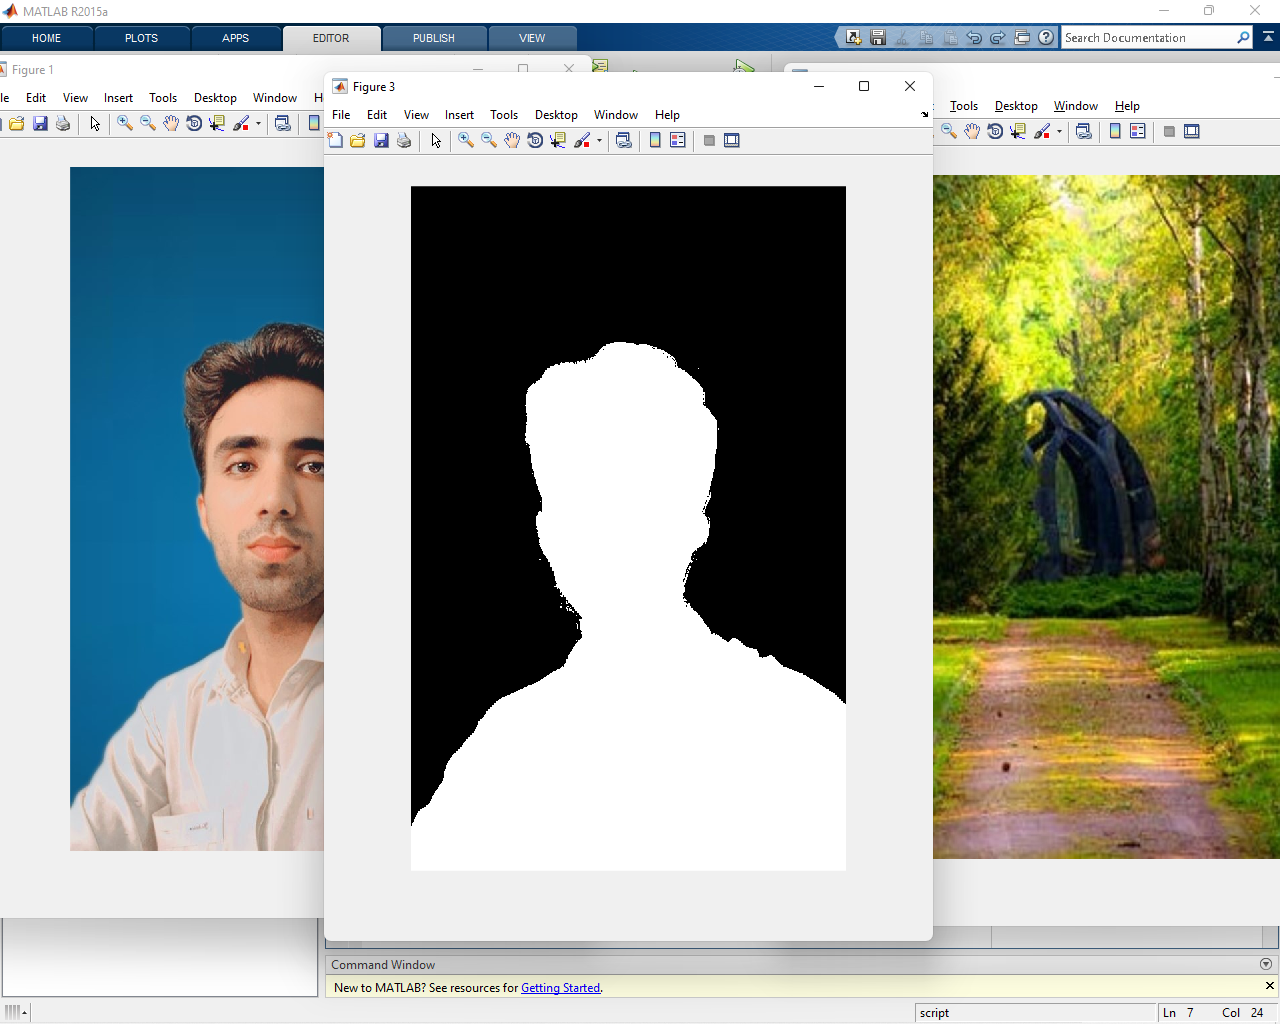 MATLAB R2015a
HOME PLOTS APPS EDITOR PUBLISH VIEW
Search Documentation
Figure 1
le Edit View Insert Tools Desktop Window H
Figure 3
File Edit View Insert Tools Desktop Window Help
Tools Desktop Window Help
Command Window
New to MATLAB? See resources for Getting Started.
script
Ln 7 Col 24